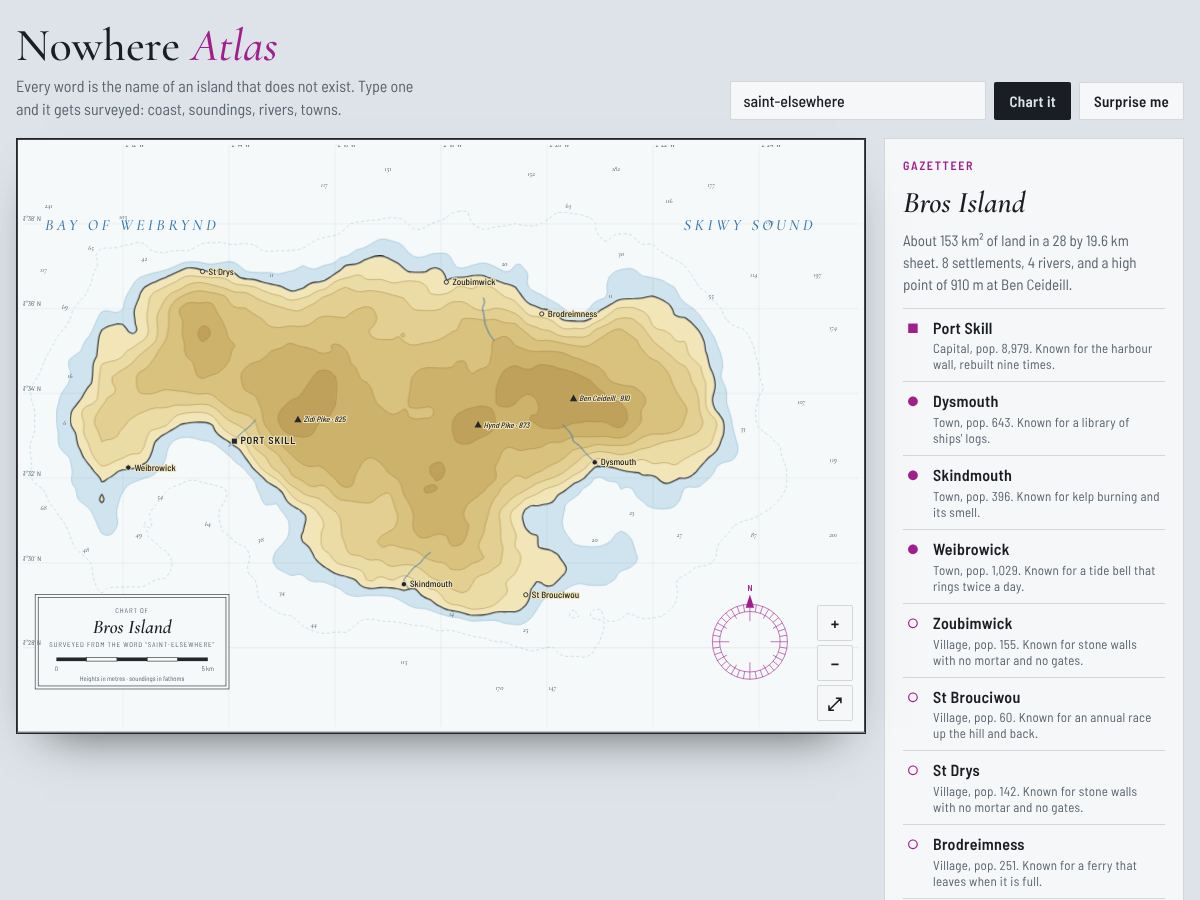 Nowhere Atlas
Every word is the name of an island that does not exist. Type one
and it gets surveyed: coast, soundings, rivers, towns.
saint-elsewhere
Chart it
Surprise me
BAY OF WEIBRYND
SKIWY SOUND
St Drys
Zoubimwick
Brodreimness
Ben Ceideill · 910
Zidi Pike · 825
Hynd Pike · 873
PORT SKILL
Weibrowick
Dysmouth
Skindmouth
St Brouciwou
N
CHART OF
Bros Island
SURVEYED FROM THE WORD "SAINT-ELSEWHERE"
0 5 km
Heights in metres · soundings in fathoms
+
−
GAZETTEER
Bros Island
About 153 km² of land in a 28 by 19.6 km
sheet. 8 settlements, 4 rivers, and a high
point of 910 m at Ben Ceideill.
Port Skill
Capital, pop. 8,979. Known for the harbour
wall, rebuilt nine times.
Dysmouth
Town, pop. 643. Known for a library of
ships' logs.
Skindmouth
Town, pop. 396. Known for kelp burning and
its smell.
Weibrowick
Town, pop. 1,029. Known for a tide bell that
rings twice a day.
Zoubimwick
Village, pop. 155. Known for stone walls
with no mortar and no gates.
St Brouciwou
Village, pop. 60. Known for an annual race
up the hill and back.
St Drys
Village, pop. 142. Known for stone walls
with no mortar and no gates.
Brodreimness
Village, pop. 251. Known for a ferry that
leaves when it is full.